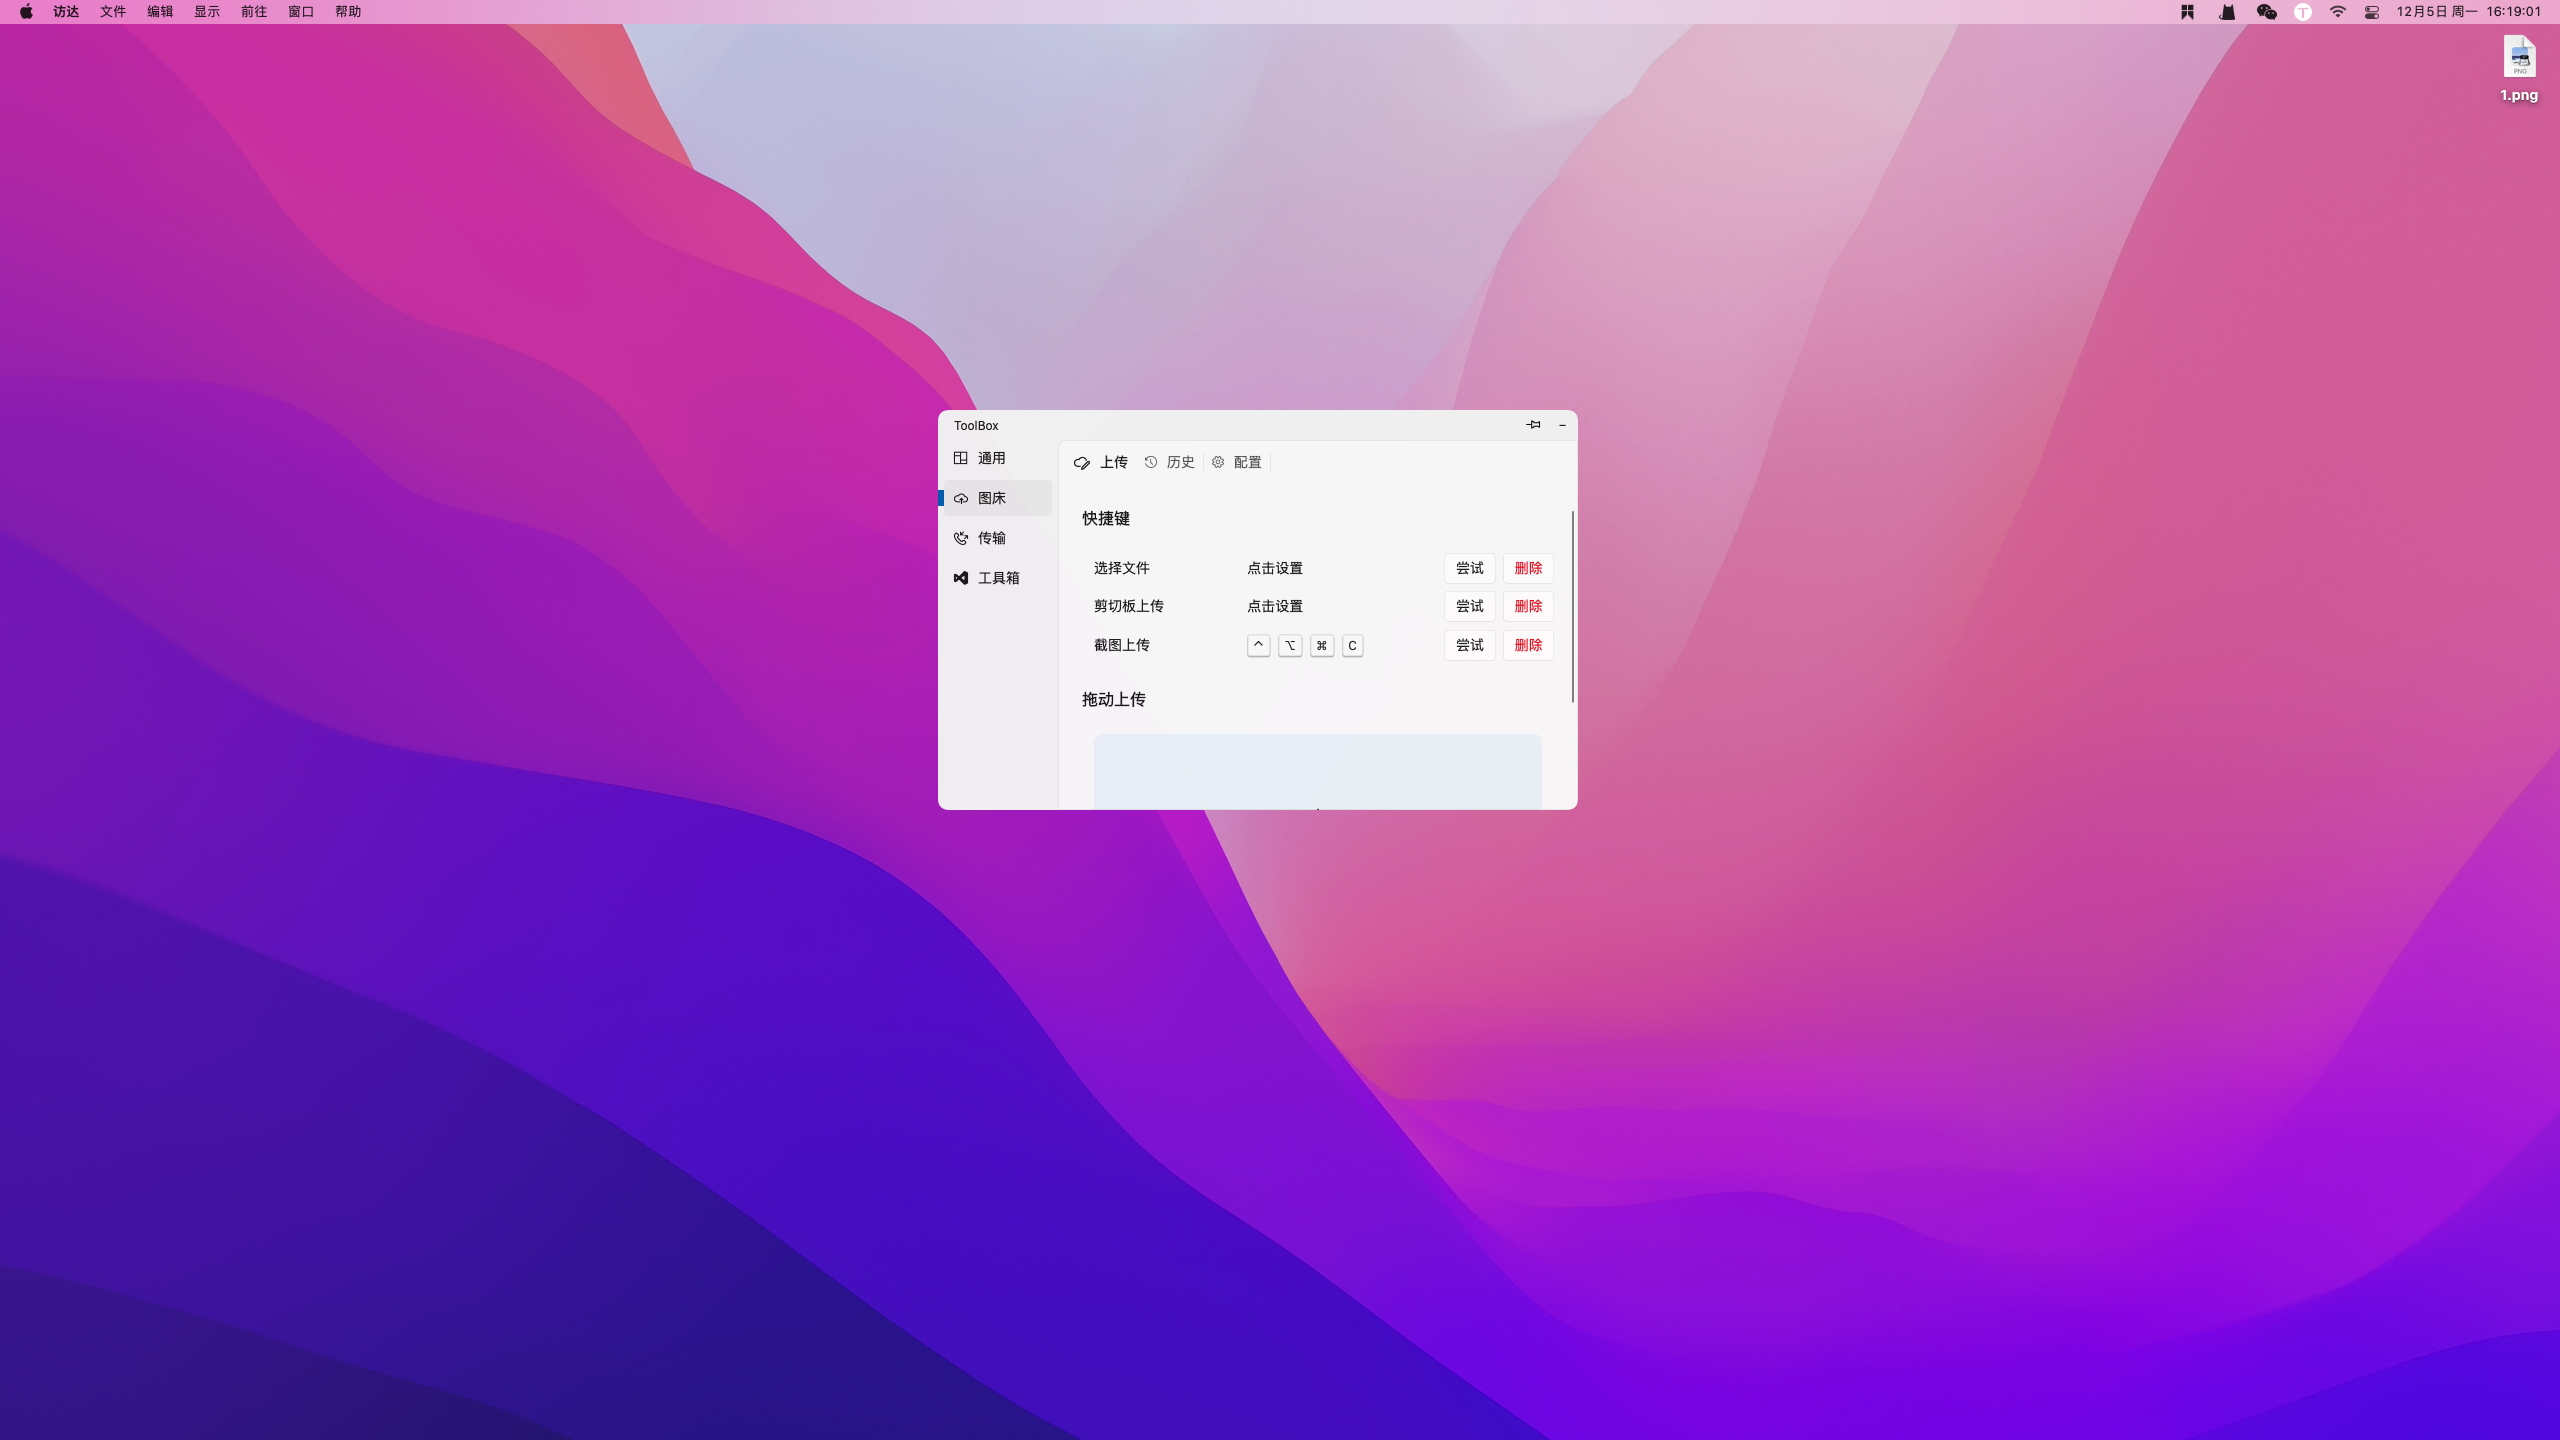 访达 文件 编辑 显示 前往 窗口 帮助 12月5日 周一 16:19:01
PNG
1.png
ToolBox
通用
图床
传输
工具箱
上传 历史 配置
快捷键
选择文件 点击设置 尝试 删除
剪切板上传 点击设置 尝试 删除
截图上传 ^ ⌥ ⌘ C 尝试 删除
拖动上传